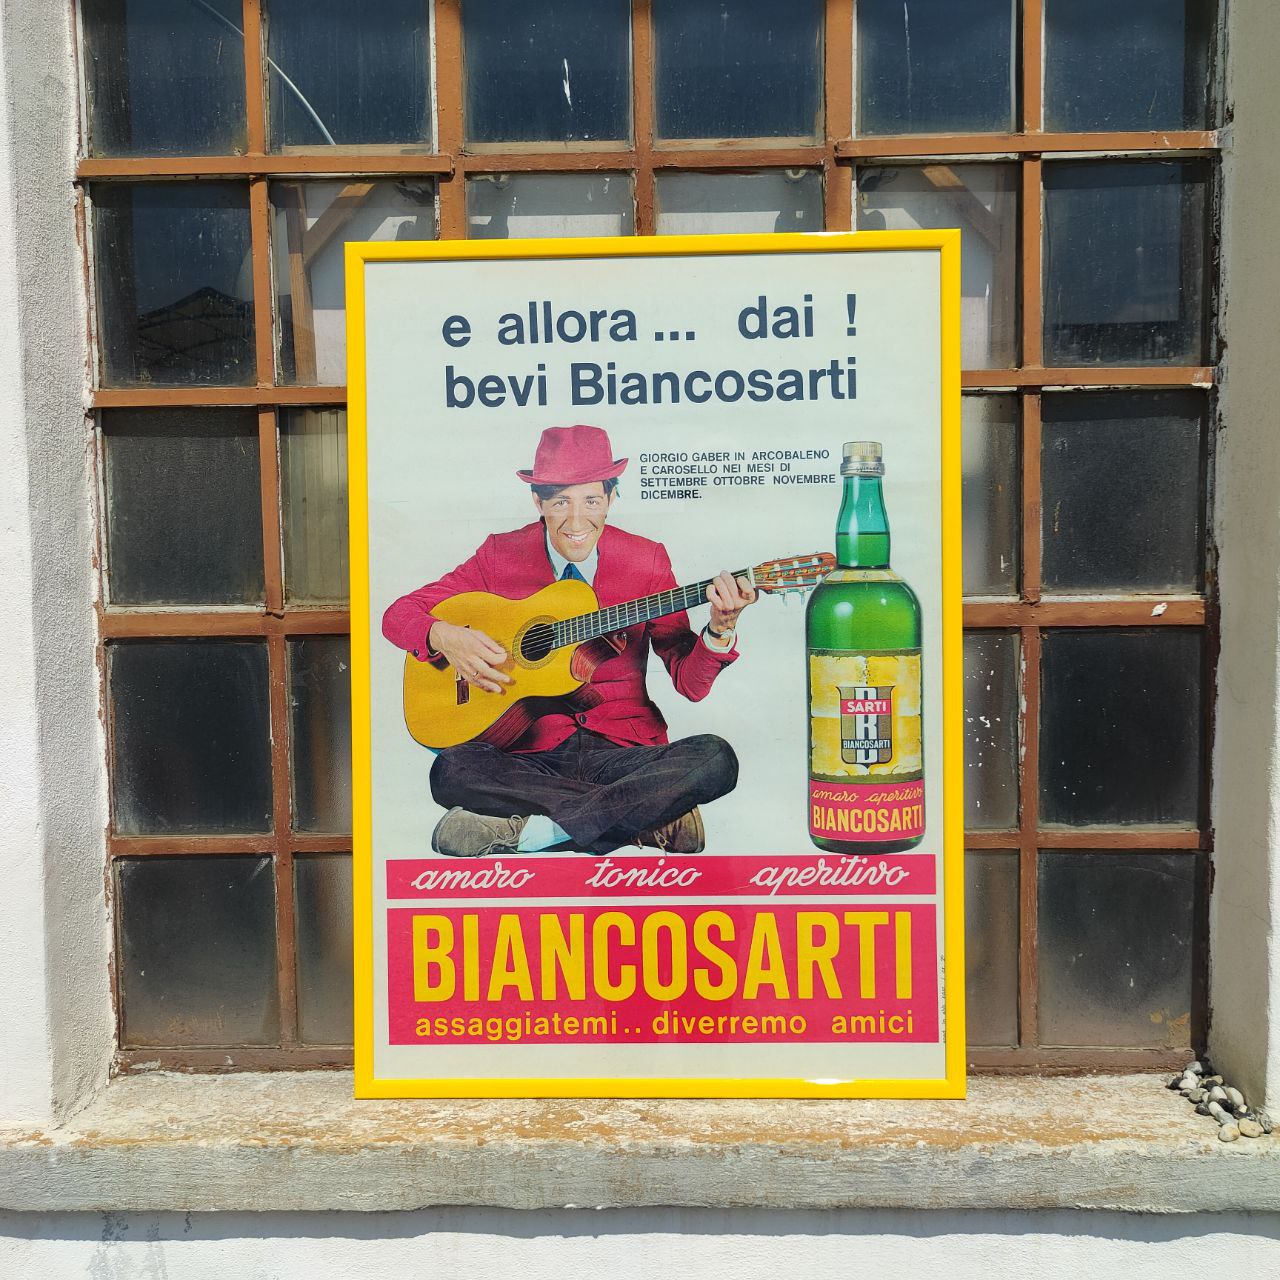 e allora ... dai !
bevi Biancosarti
GIORGIO GABER IN ARCOBALENO
E CAROSELLO NEI MESI DI
SETTEMBRE OTTOBRE NOVEMBRE
DICEMBRE.
SARTI
BIANCOSARTI
amaro aperitivo
BIANCOSARTI
amaro tonico aperitivo
BIANCOSARTI
assaggiatemi.. diverremo amici